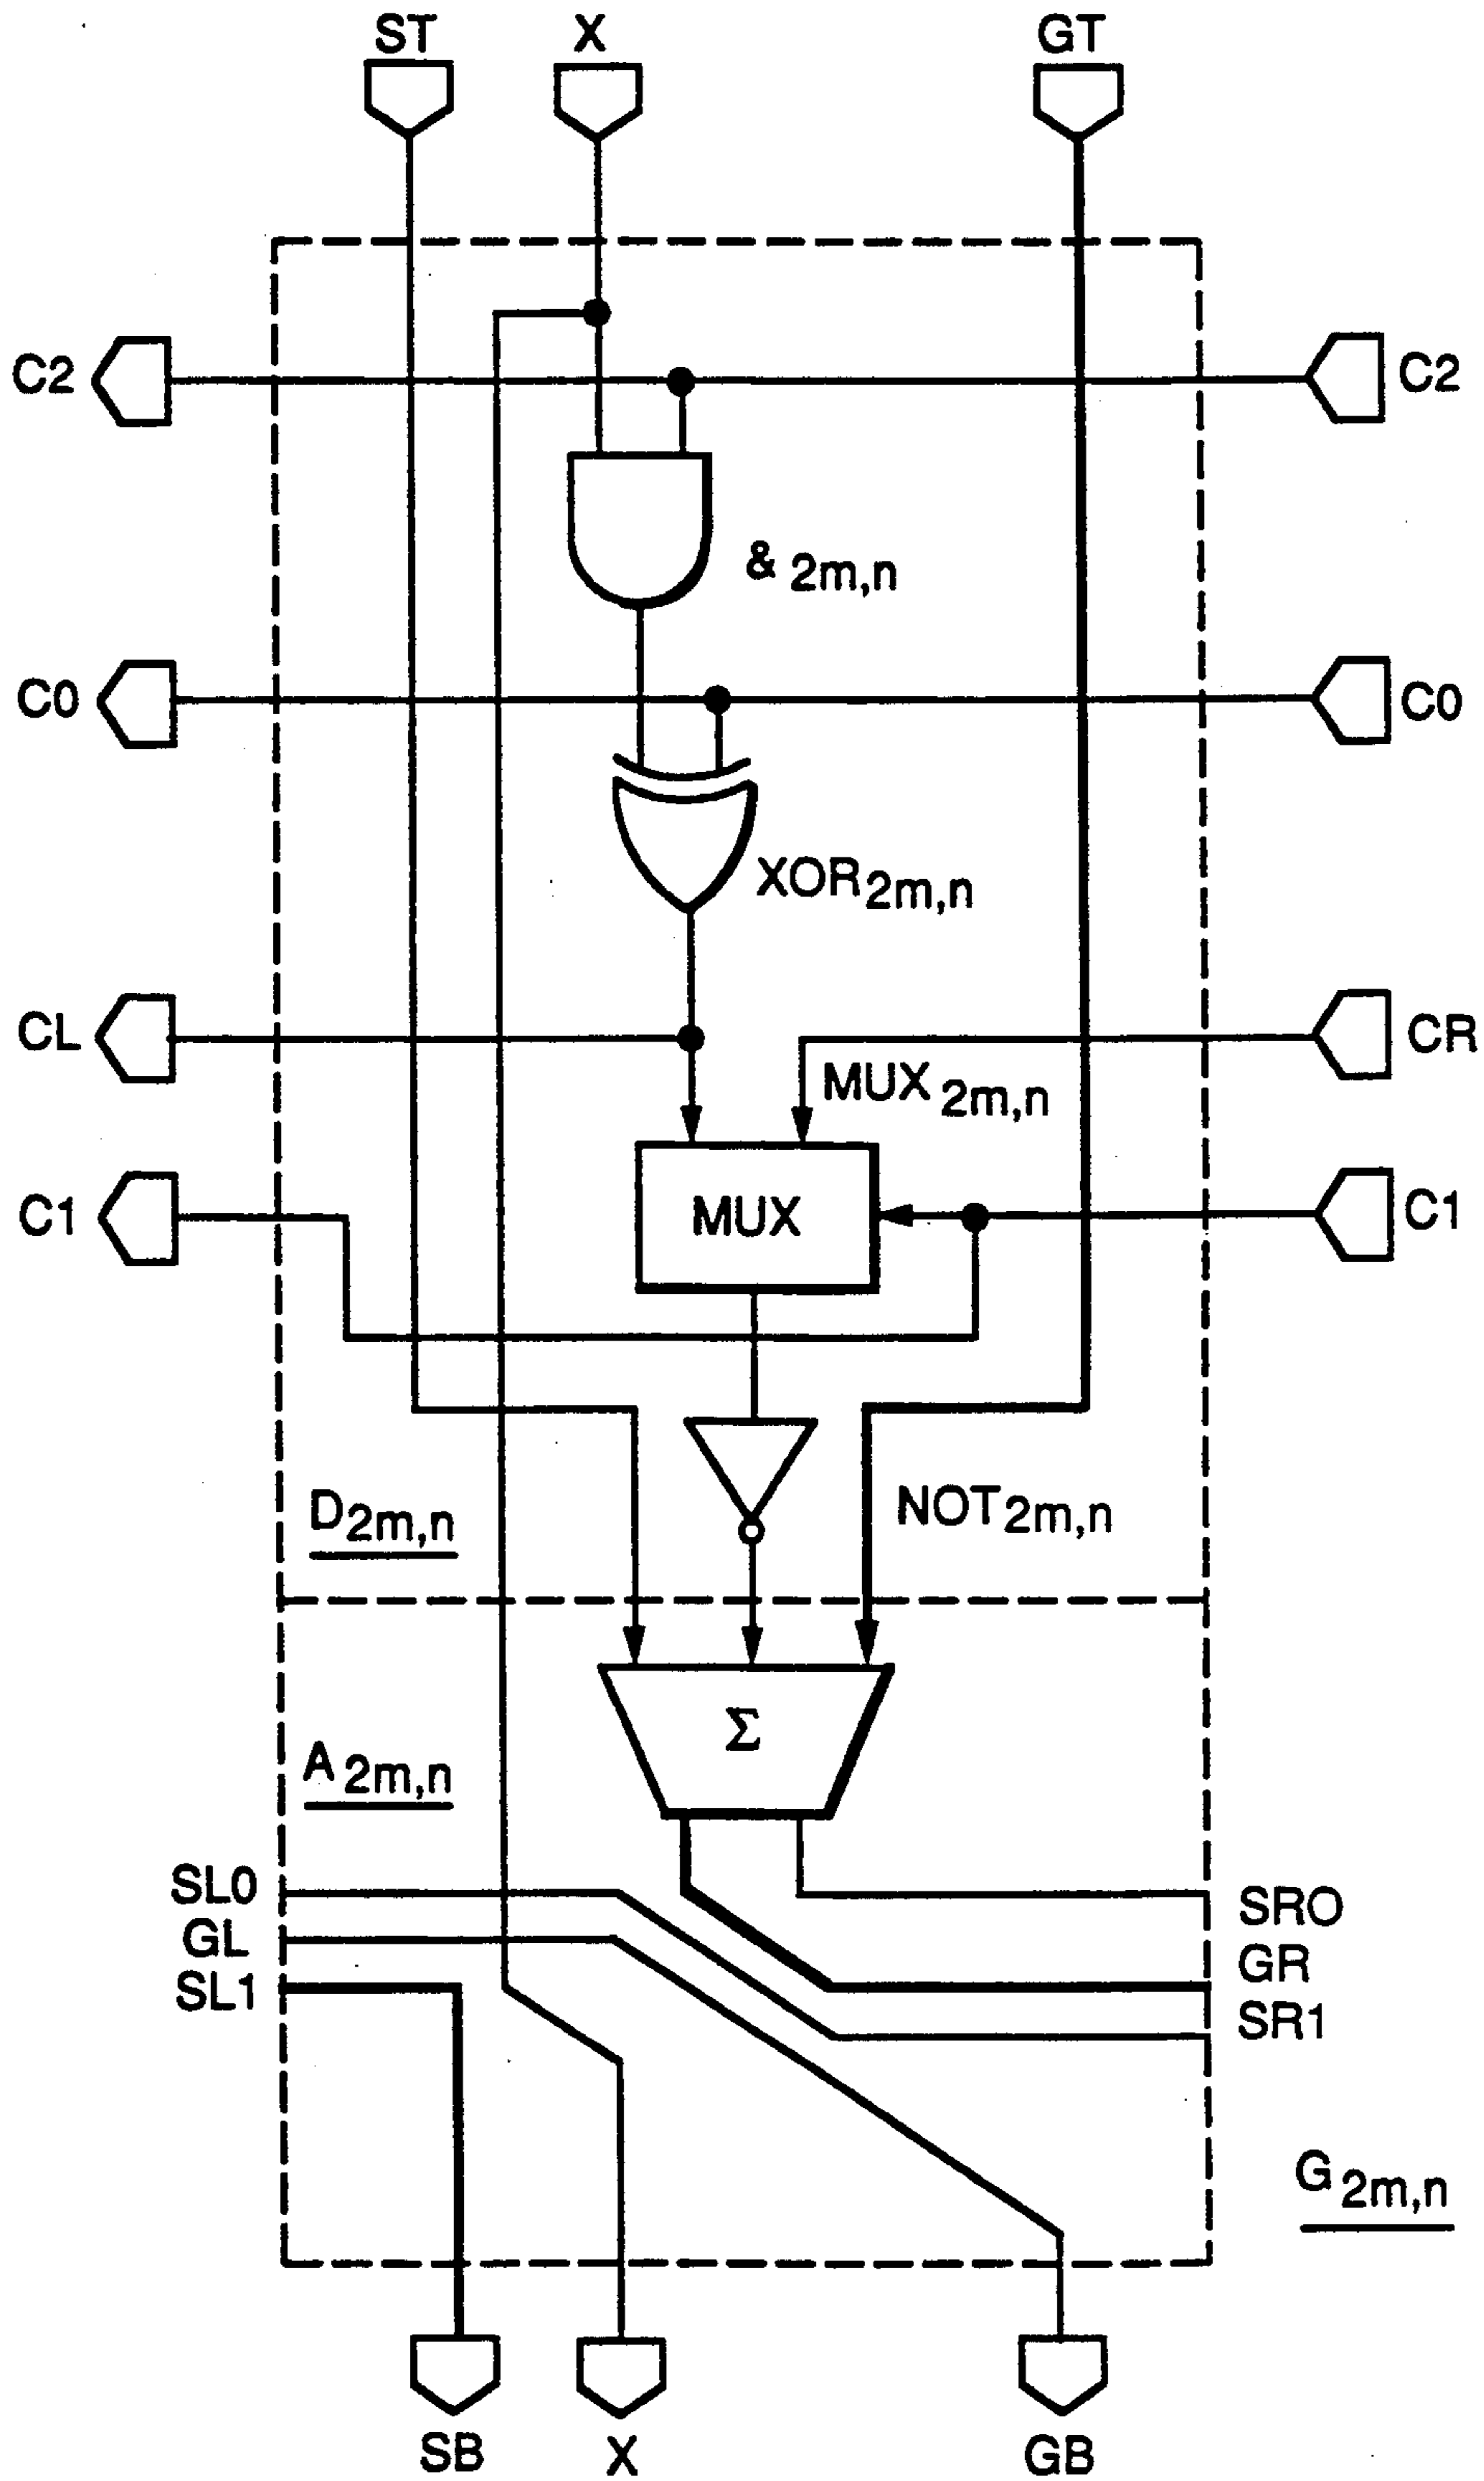 ST X GT
C2 C2
& 2m,n
C0 C0
XOR2m,n
CL CR
MUX 2m,n
C1 MUX C1
D2m,n NOT2m,n
Σ
A2m,n
SL0 SRO
GL GR
SL1 SR1
G2m,n
SB X GB